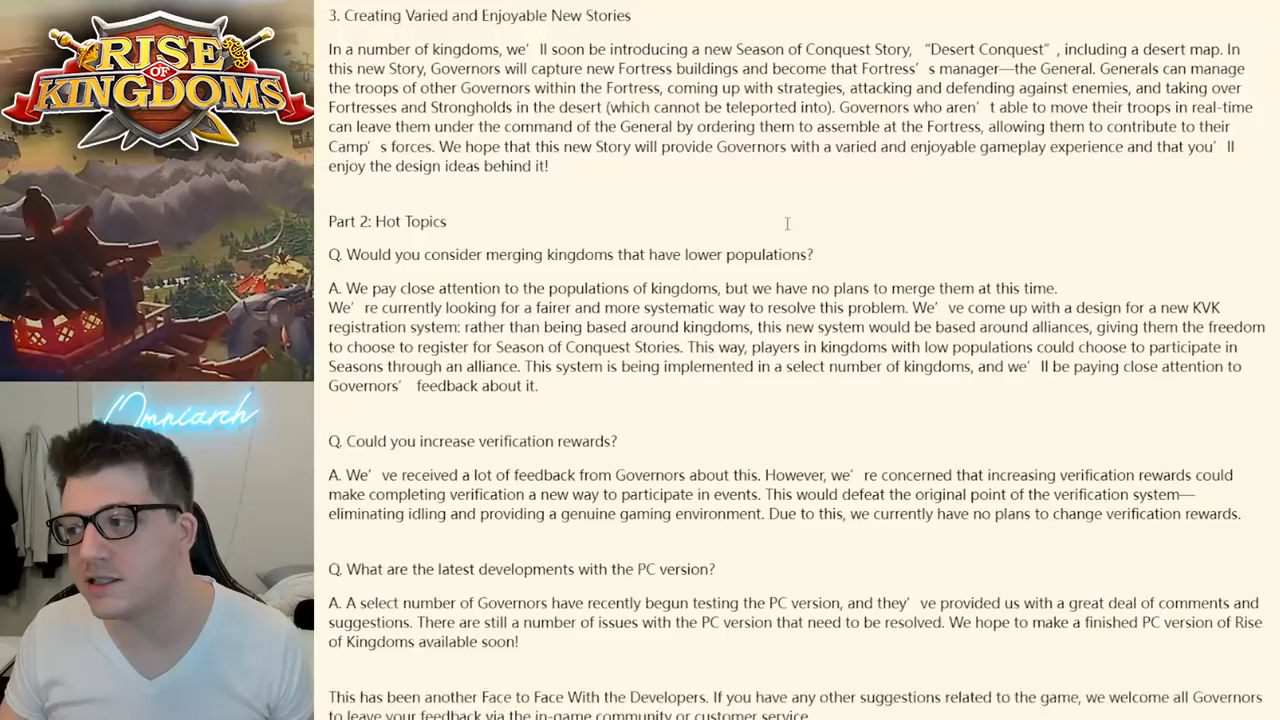 RISE
OF
KINGDOMS
Omniarch
3. Creating Varied and Enjoyable New Stories
In a number of kingdoms, we'll soon be introducing a new Season of Conquest Story, “Desert Conquest”, including a desert map. In
this new Story, Governors will capture new Fortress buildings and become that Fortress's manager—the General. Generals can manage
the troops of other Governors within the Fortress, coming up with strategies, attacking and defending against enemies, and taking over
Fortresses and Strongholds in the desert (which cannot be teleported into). Governors who aren't able to move their troops in real-time
can leave them under the command of the General by ordering them to assemble at the Fortress, allowing them to contribute to their
Camp's forces. We hope that this new Story will provide Governors with a varied and enjoyable gameplay experience and that you'll
enjoy the design ideas behind it!
Part 2: Hot Topics
Q. Would you consider merging kingdoms that have lower populations?
A. We pay close attention to the populations of kingdoms, but we have no plans to merge them at this time.
We're currently looking for a fairer and more systematic way to resolve this problem. We've come up with a design for a new KVK
registration system: rather than being based around kingdoms, this new system would be based around alliances, giving them the freedom
to choose to register for Season of Conquest Stories. This way, players in kingdoms with low populations could choose to participate in
Seasons through an alliance. This system is being implemented in a select number of kingdoms, and we'll be paying close attention to
Governors' feedback about it.
Q. Could you increase verification rewards?
A. We've received a lot of feedback from Governors about this. However, we're concerned that increasing verification rewards could
make completing verification a new way to participate in events. This would defeat the original point of the verification system—
eliminating idling and providing a genuine gaming environment. Due to this, we currently have no plans to change verification rewards.
Q. What are the latest developments with the PC version?
A. A select number of Governors have recently begun testing the PC version, and they've provided us with a great deal of comments and
suggestions. There are still a number of issues with the PC version that need to be resolved. We hope to make a finished PC version of Rise
of Kingdoms available soon!
This has been another Face to Face With the Developers. If you have any other suggestions related to the game, we welcome all Governors
to leave your feedback via the in-game community or customer service.